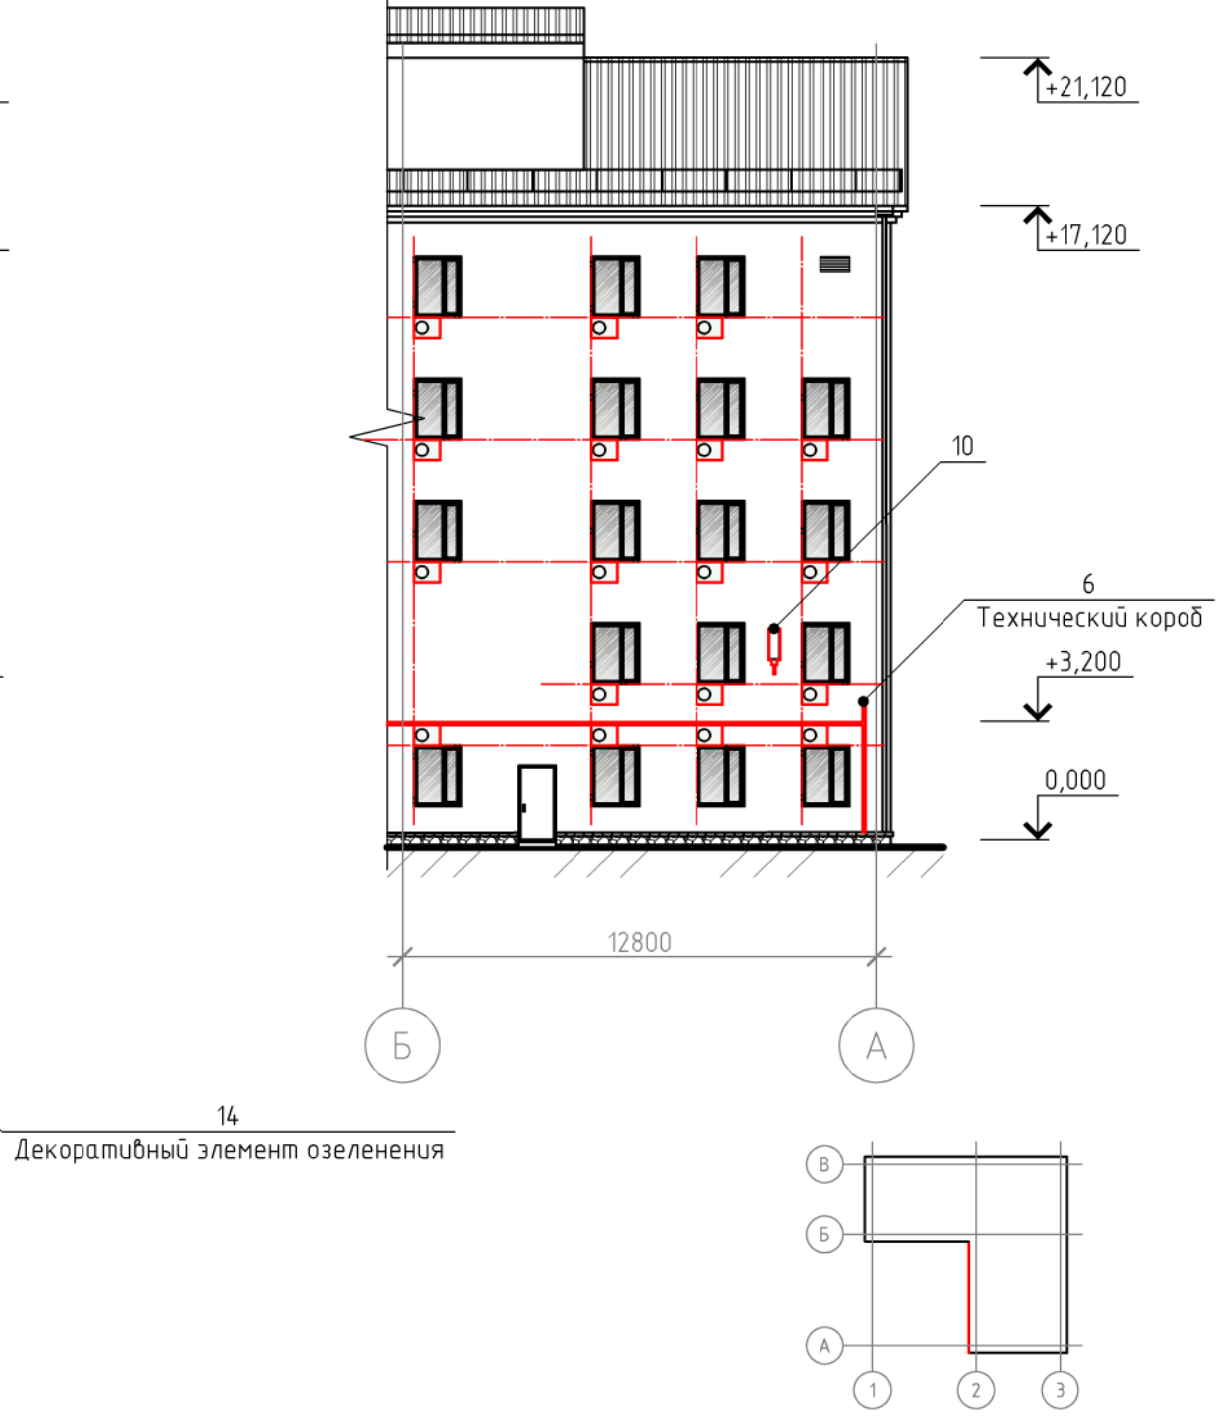 +21,120
+17,120
10
6
Технический короб
+3,200
0,000
12800
Б
А
14
Декоративный элемент озеленения
В
Б
А
1
2
3